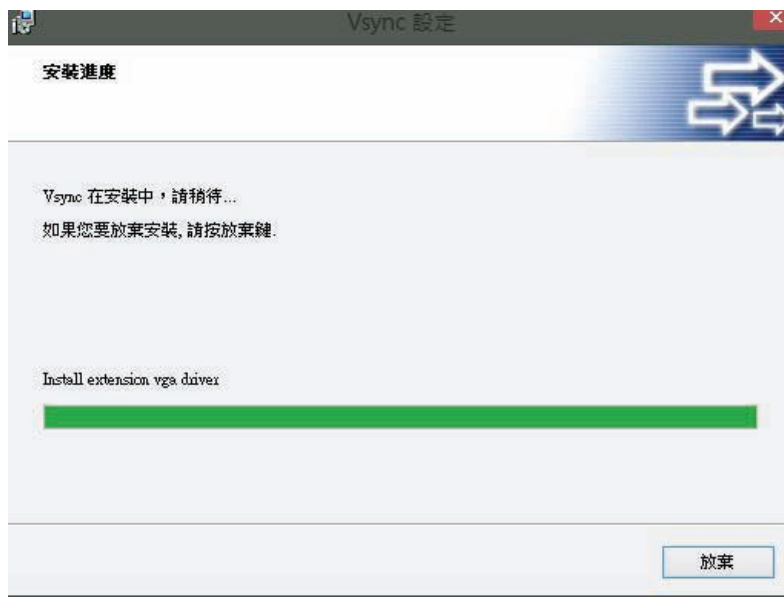 Vsync 設定
安裝進度
Vsync 在安裝中，請稍待...
如果您要放棄安裝, 請按放棄鍵.
Install extension vga driver
放棄